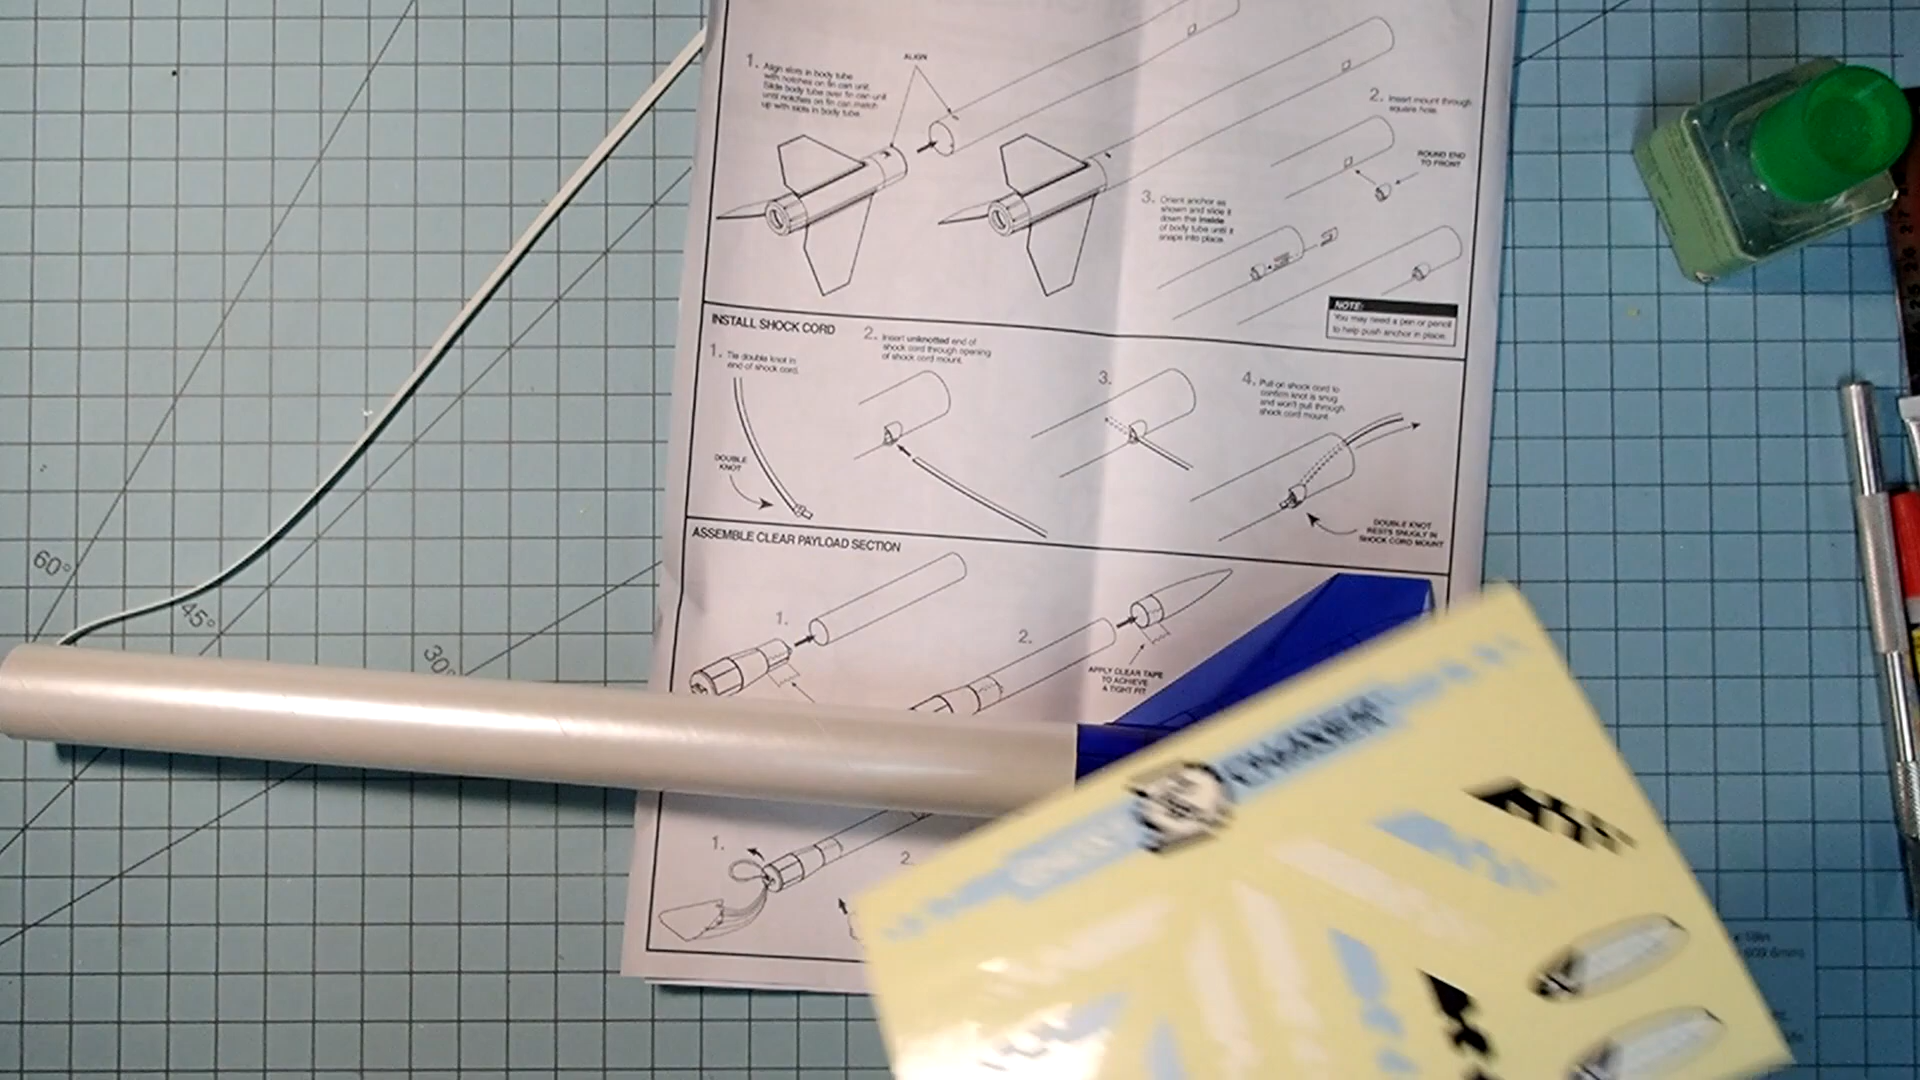 1. Align slots in body tube
with notches on fin can unit.
Slide body tube over fin can unit
until notches on fin can match
up with slots in body tube.
ALIGN
2. Insert mount through
square hole.
ROUND END
TO FRONT
3. Orient anchor as
shown and slide it
down the inside
of body tube until it
snaps into place.
NOTE:
You may need a pen or pencil
to help push anchor in place.
INSTALL SHOCK CORD
1. Tie double knot in
end of shock cord.
DOUBLE
KNOT
2. Insert unknotted end of
shock cord through opening
of shock cord mount.
3.
4. Pull on shock cord to
confirm knot is snug
and won't pull through
shock cord mount.
DOUBLE KNOT
RESTS SNUGLY IN
SHOCK CORD MOUNT
ASSEMBLE CLEAR PAYLOAD SECTION
1.
2.
APPLY CLEAR TAPE
TO ACHIEVE
A TIGHT FIT
1.
2.
60°
45°
30°